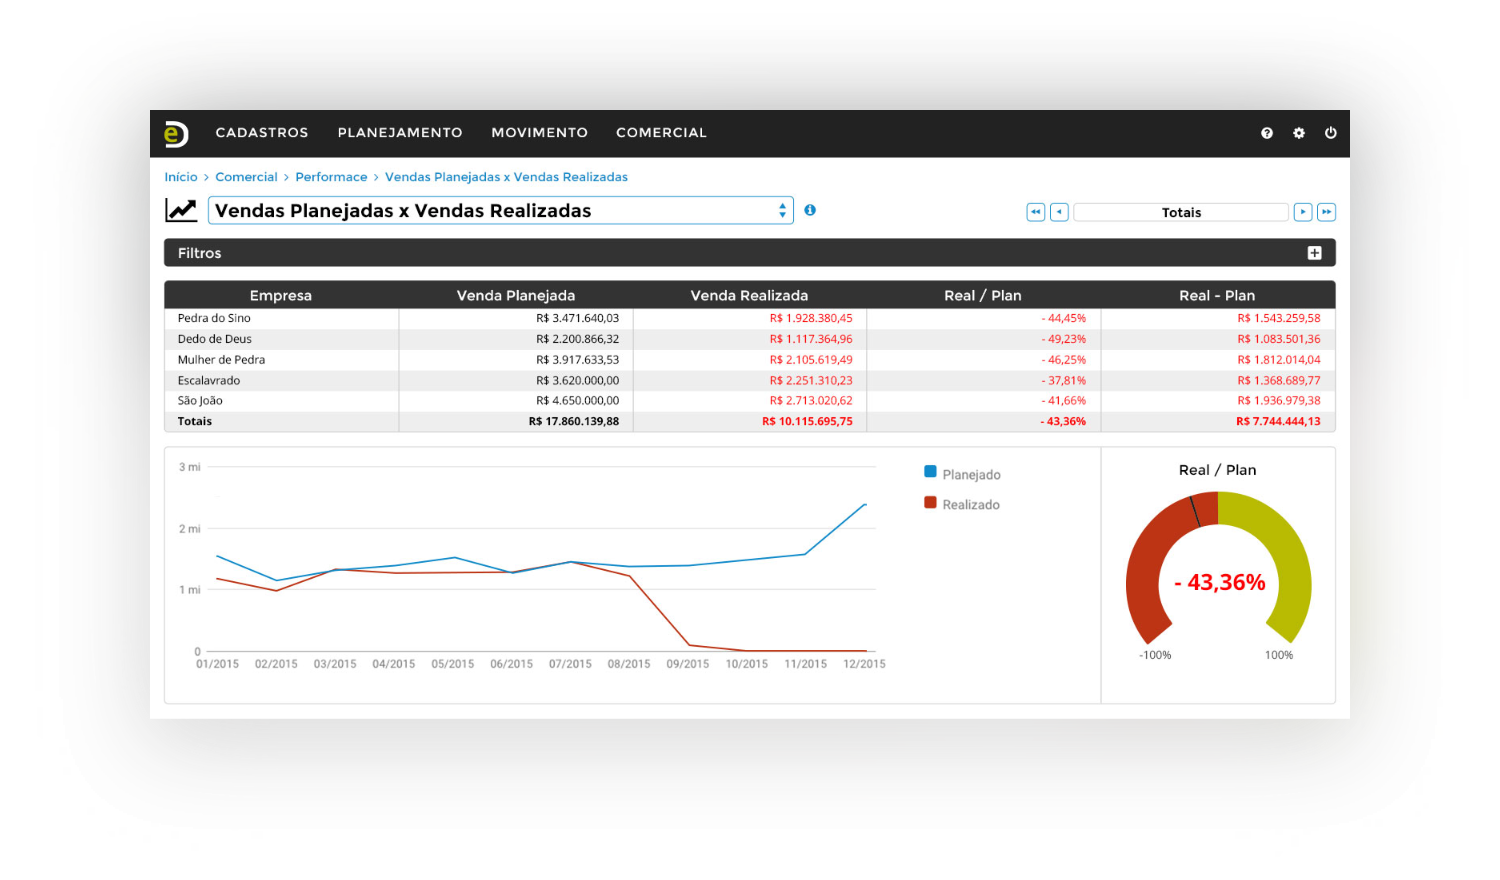 eD CADASTROS PLANEJAMENTO MOVIMENTO COMERCIAL ?
Início > Comercial > Performace > Vendas Planejadas x Vendas Realizadas
Vendas Planejadas x Vendas Realizadas i Totais
Filtros +
Empresa Venda Planejada Venda Realizada Real / Plan Real - Plan
Pedra do Sino R$ 3.471.640,03 R$ 1.928.380,45 - 44,45% R$ 1.543.259,58
Dedo de Deus R$ 2.200.866,32 R$ 1.117.364,96 - 49,23% R$ 1.083.501,36
Mulher de Pedra R$ 3.917.633,53 R$ 2.105.619,49 - 46,25% R$ 1.812.014,04
Escalavrado R$ 3.620.000,00 R$ 2.251.310,23 - 37,81% R$ 1.368.689,77
São João R$ 4.650.000,00 R$ 2.713.020,62 - 41,66% R$ 1.936.979,38
Totais R$ 17.860.139,88 R$ 10.115.695,75 - 43,36% R$ 7.744.444,13
3 mi
2 mi
1 mi
0
01/2015 02/2015 03/2015 04/2015 05/2015 06/2015 07/2015 08/2015 09/2015 10/2015 11/2015 12/2015
Planejado
Realizado
Real / Plan
- 43,36%
-100% 100%